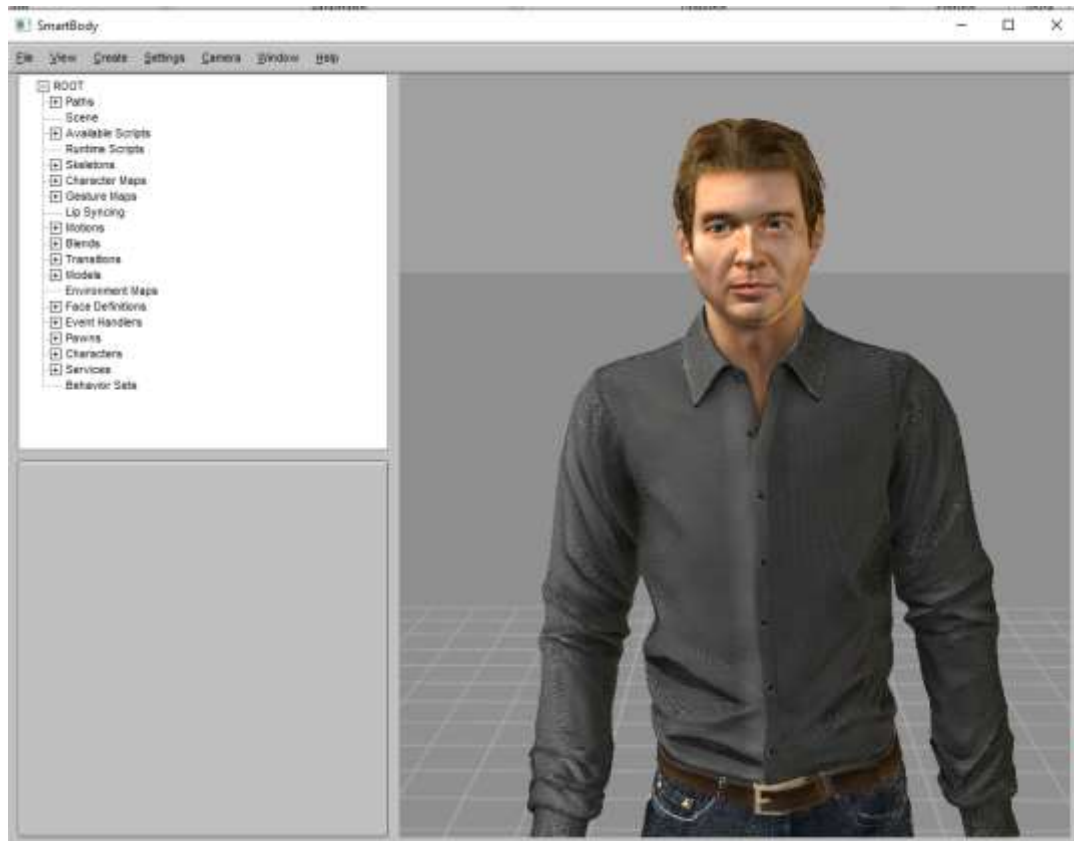 SmartBody
File View Create Settings Camera Window Help
ROOT
Paths
Scene
Available Scripts
Runtime Scripts
Skeletons
Character Maps
Gesture Maps
Lip Syncing
Motions
Blends
Transitions
Models
Environment Maps
Face Definitions
Event Handlers
Pawns
Characters
Services
Behavior Sets